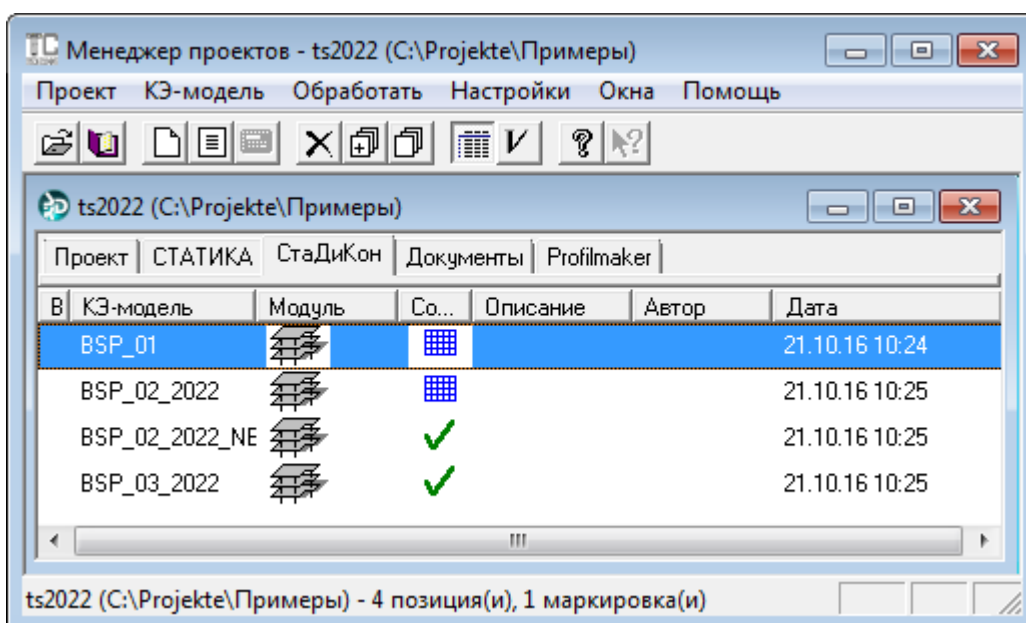 Менеджер проектов - ts2022 (C:\Projekte\Примеры)
Проект КЭ-модель Обработать Настройки Окна Помощь
ts2022 (C:\Projekte\Примеры)
Проект СТАТИКА СтаДиКон Документы Profilmaker
В КЭ-модель Модуль Со... Описание Автор Дата
BSP_01 21.10.16 10:24
BSP_02_2022 21.10.16 10:25
BSP_02_2022_NE 21.10.16 10:25
BSP_03_2022 21.10.16 10:25
ts2022 (C:\Projekte\Примеры) - 4 позиция(и), 1 маркировка(и)